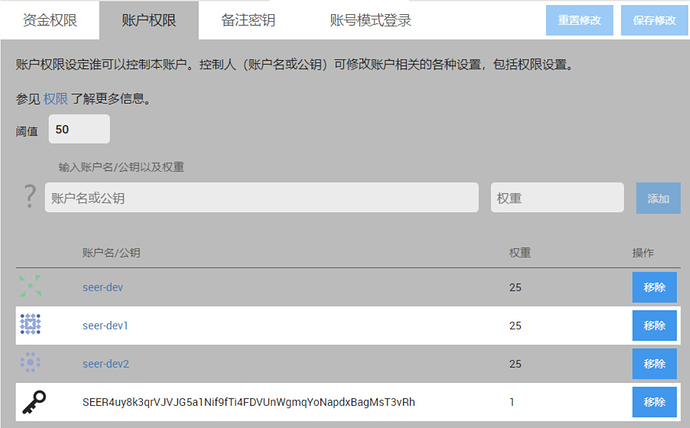 资金权限 账户权限 备注密钥 账号模式登录 重置修改 保存修改
账户权限设定谁可以控制本账户。控制人（账户名或公钥）可修改账户相关的各种设置，包括权限设置。
参见 权限 了解更多信息。
阈值 50
输入账户名/公钥以及权重
? 账户名或公钥 权重 添加
账户名/公钥 权重 操作
seer-dev 25 移除
seer-dev1 25 移除
seer-dev2 25 移除
SEER4uy8k3qrVJVJG5a1Nif9fTi4FDVUnWgmqYoNapdxBagMsT3vRh 1 移除